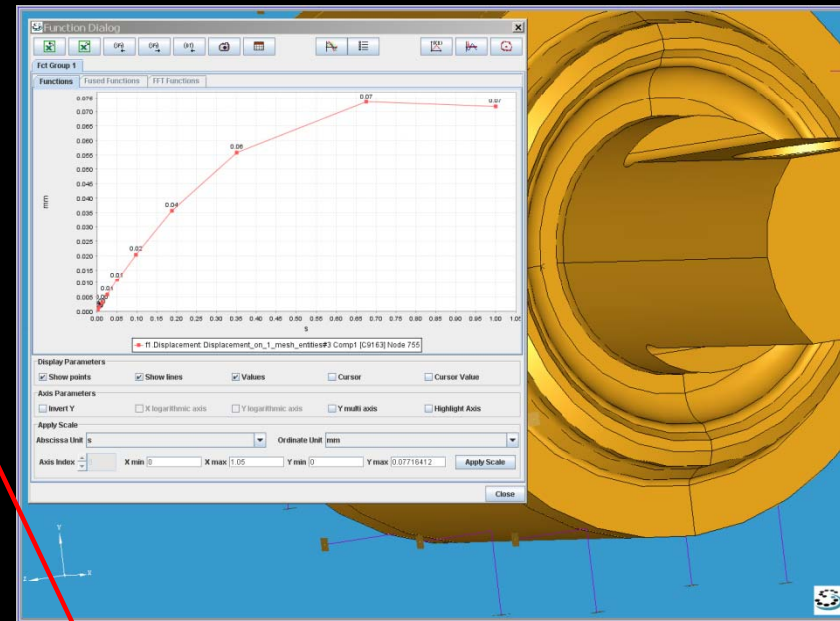 Function Dialog
Fct Group 1
Functions Fused Functions FFT Functions
0.070
0.065
0.060
0.055
0.050
0.045
0.040
0.035
0.030
0.025
0.020
0.015
0.010
0.005
0.000
mm
0.01
0.01
0.02
0.04
0.06
0.07
0.07
0.00 0.05 0.10 0.15 0.20 0.25 0.30 0.35 0.40 0.45 0.50 0.55 0.60 0.65 0.70 0.75 0.80 0.85 0.90 0.95 1.00 1.05
s
f1.Displacement Displacement_on_1_mesh_entities#3 Comp1 [C9163] Node 755
Display Parameters
Show points Show lines Values Cursor Cursor Value
Axis Parameters
Invert Y X logarithmic axis Y logarithmic axis Y multi axis Highlight Axis
Apply Scale
Abscissa Unit s Ordinate Unit mm
Axis Index X min 0 X max 1.05 Y min 0 Y max 0.07716412 Apply Scale
Close
Y
Z X